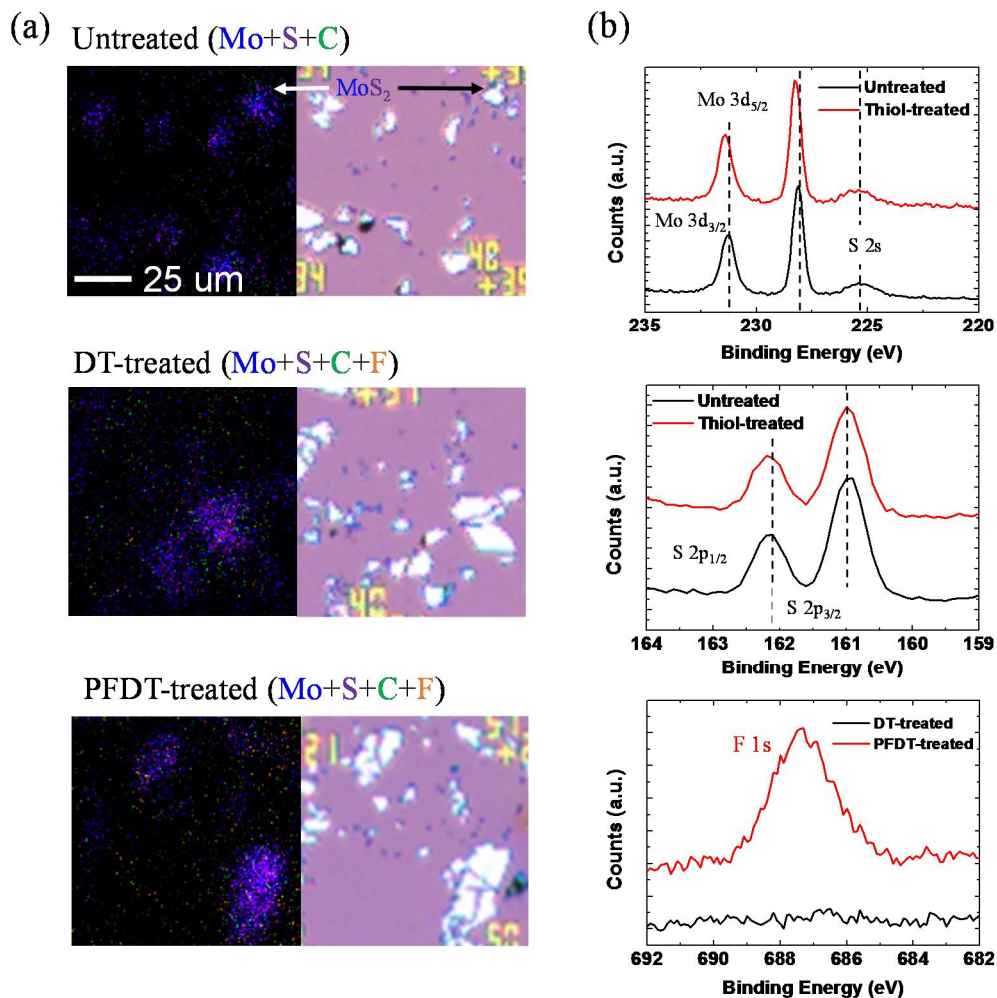 (a)
Untreated (Mo+S+C)
MoS₂
25 um
48
+39
DT-treated (Mo+S+C+F)
PFDT-treated (Mo+S+C+F)
21
(b)
Untreated
Thiol-treated
Mo 3d₅/₂
Mo 3d₃/₂
S 2s
Counts (a.u.)
235 230 225 220
Binding Energy (eV)
Untreated
Thiol-treated
S 2p₁/₂
S 2p₃/₂
Counts (a.u.)
164 163 162 161 160 159
Binding Energy (eV)
DT-treated
PFDT-treated
F 1s
Counts (a.u.)
692 690 688 686 684 682
Binding Energy (eV)